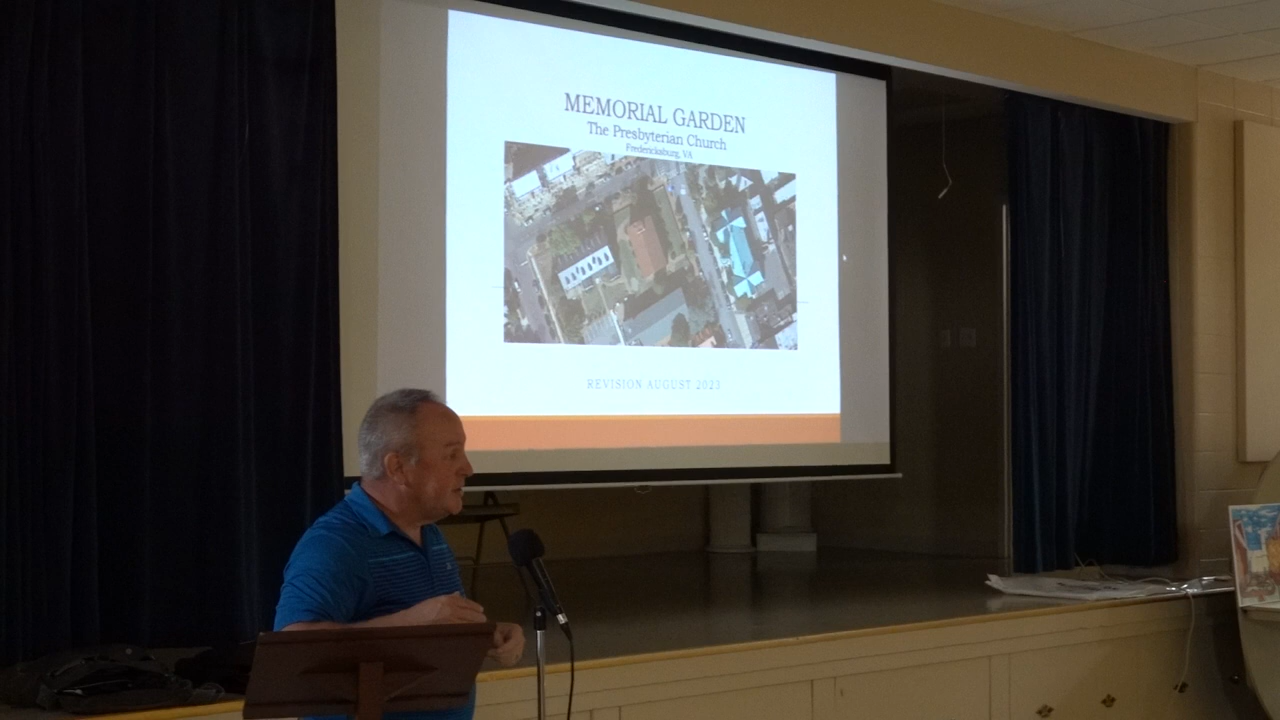 MEMORIAL GARDEN
The Presbyterian Church
Fredericksburg, VA
REVISION AUGUST 2023